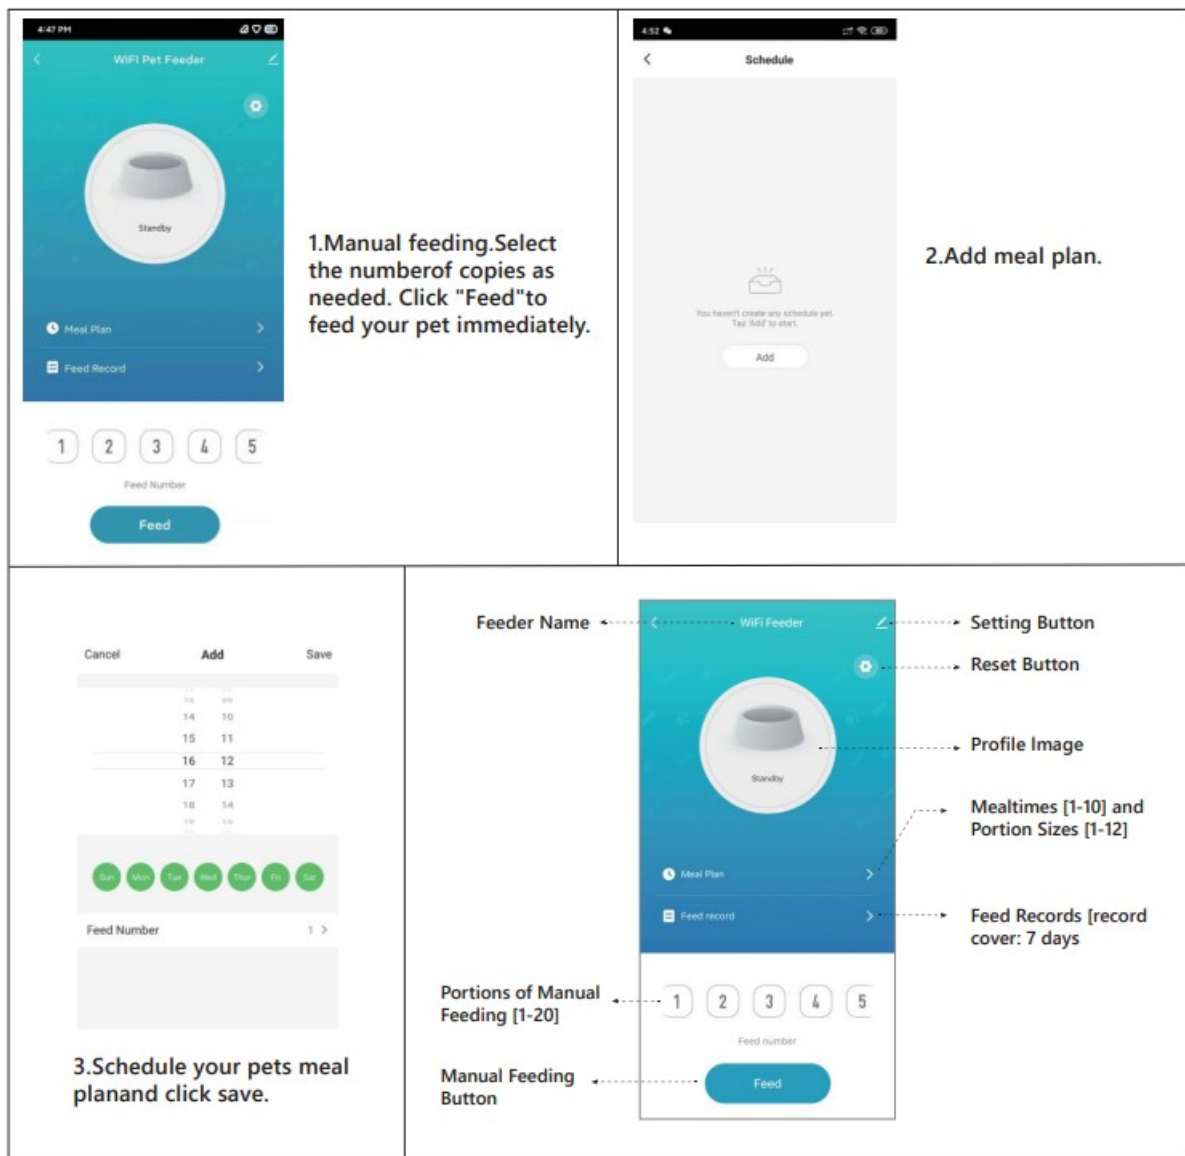 4:47 PM
WIFI Pet Feeder
Standby
Meal Plan
Feed Record
1 2 3 4 5
Feed Number
Feed
1.Manual feeding.Select
the numberof copies as
needed. Click "Feed"to
feed your pet immediately.
4:52
Schedule
You haven't create any schedule yet.
Tap 'Add' to start.
Add
2.Add meal plan.
Cancel Add Save
14 10
15 11
16 12
17 13
18 14
Sun Mon Tue Wed Thur Fri Sat
Feed Number 1
3.Schedule your pets meal
planand click save.
Feeder Name
WiFi Feeder
Setting Button
Reset Button
Profile Image
Standby
Mealtimes [1-10] and
Portion Sizes [1-12]
Meal Plan
Feed record
Feed Records [record
cover: 7 days
Portions of Manual
Feeding [1-20]
1 2 3 4 5
Feed number
Manual Feeding
Button
Feed